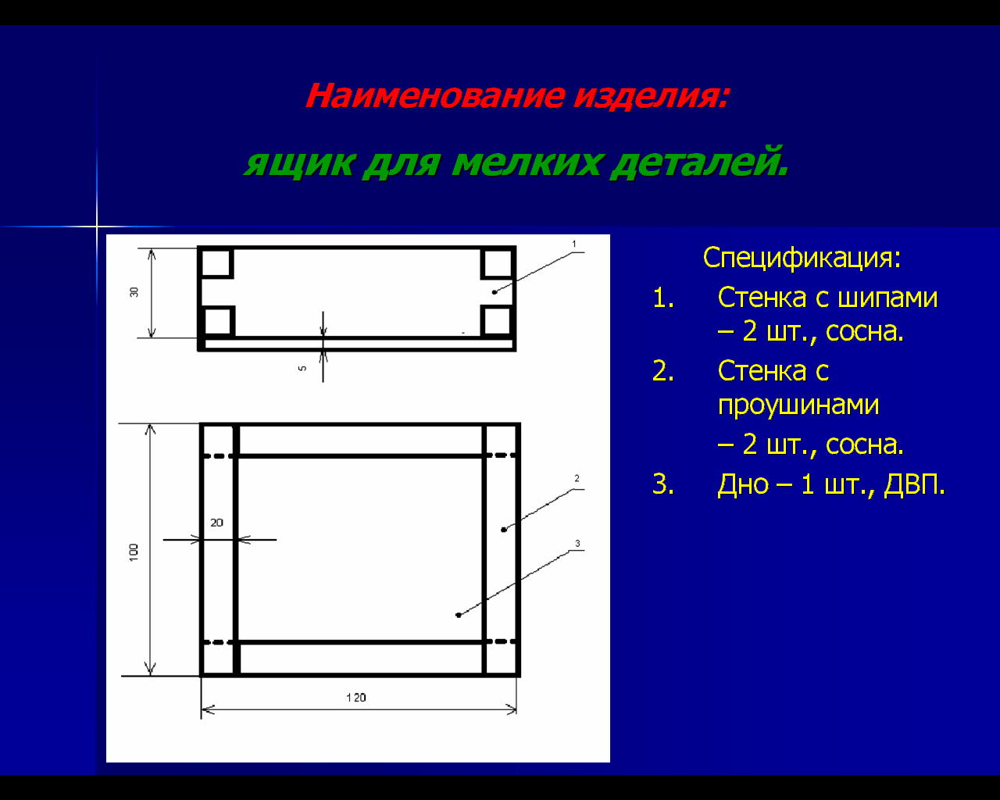 Наименование изделия:
ящик для мелких деталей.
1
30
5
2
20
3
100
120
Спецификация:
1. Стенка с шипами
– 2 шт., сосна.
2. Стенка с
проушинами
– 2 шт., сосна.
3. Дно – 1 шт., ДВП.